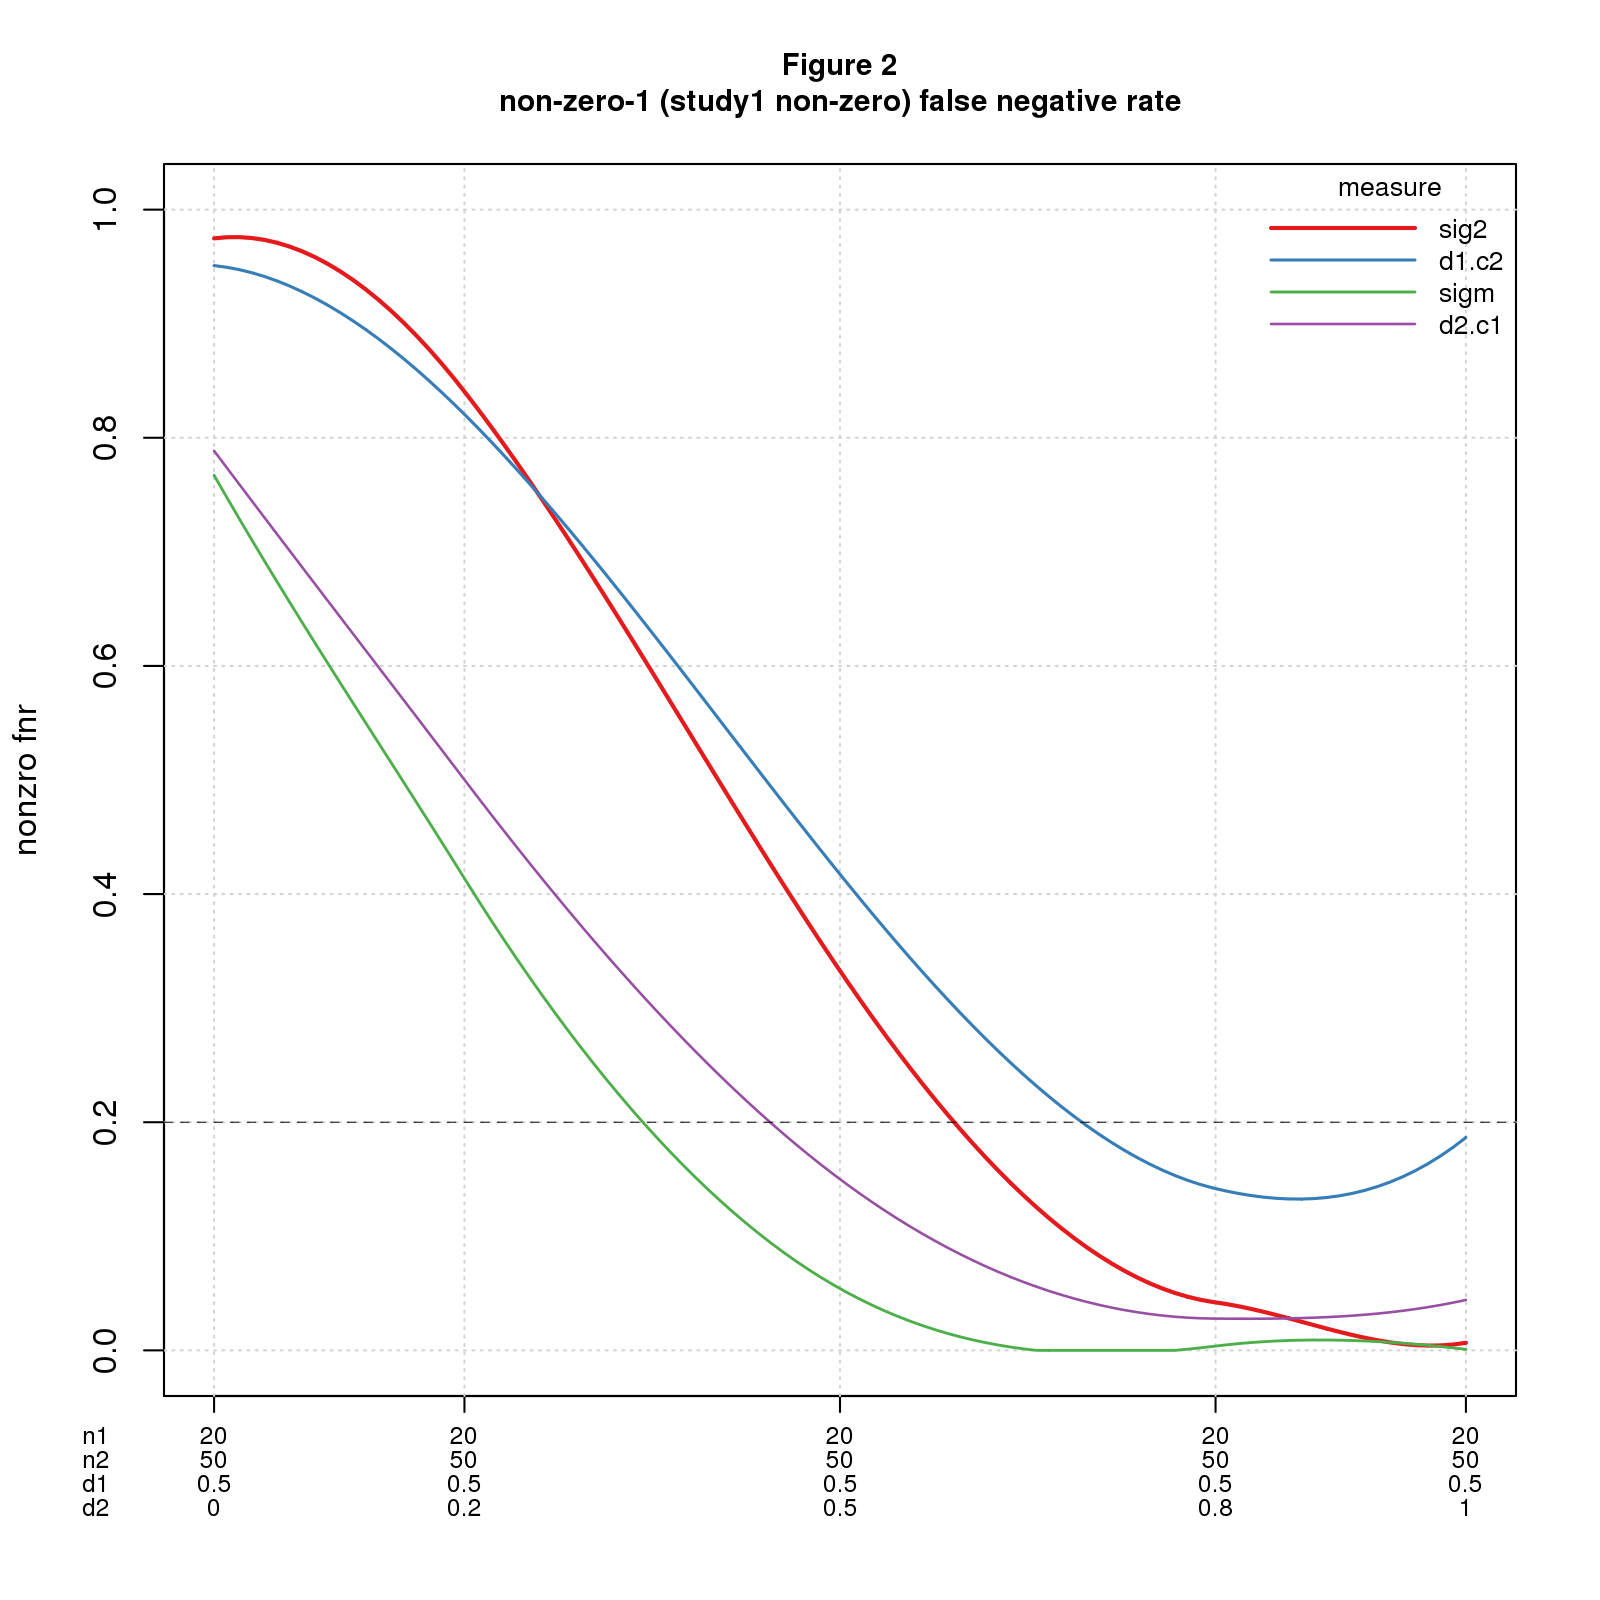 Figure 2
non-zero-1 (study1 non-zero) false negative rate
measure
sig2
d1.c2
sigm
d2.c1
nonzro fnr
1.0
0.8
0.6
0.4
0.2
0.0
n1 20 20 20 20 20
n2 50 50 50 50 50
d1 0.5 0.5 0.5 0.5 0.5
d2 0 0.2 0.5 0.8 1